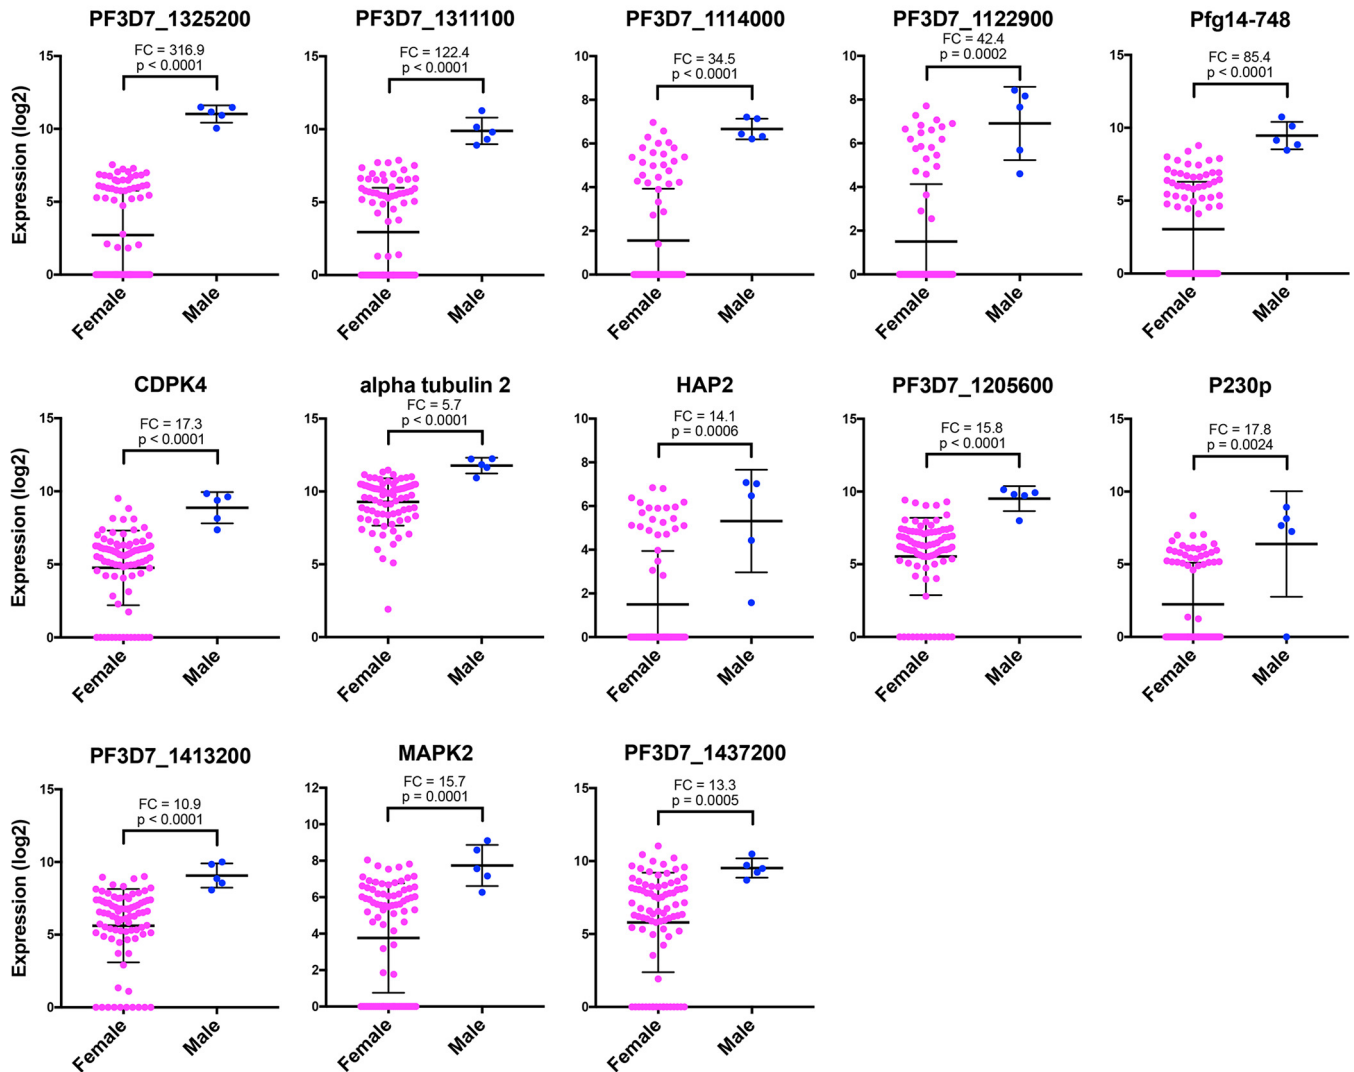 PF3D7_1325200
FC = 316.9
p < 0.0001
Expression (log2)
15
10
5
0
Female
Male
PF3D7_1311100
FC = 122.4
p < 0.0001
15
10
5
0
Female
Male
PF3D7_1114000
FC = 34.5
p < 0.0001
10
8
6
4
2
0
Female
Male
PF3D7_1122900
FC = 42.4
p = 0.0002
10
8
6
4
2
0
Female
Male
Pfg14-748
FC = 85.4
p < 0.0001
15
10
5
0
Female
Male
CDPK4
FC = 17.3
p < 0.0001
Expression (log2)
15
10
5
0
Female
Male
alpha tubulin 2
FC = 5.7
p < 0.0001
15
10
5
0
Female
Male
HAP2
FC = 14.1
p = 0.0006
10
8
6
4
2
0
Female
Male
PF3D7_1205600
FC = 15.8
p < 0.0001
15
10
5
0
Female
Male
P230p
FC = 17.8
p = 0.0024
15
10
5
0
Female
Male
PF3D7_1413200
FC = 10.9
p < 0.0001
Expression (log2)
15
10
5
0
Female
Male
MAPK2
FC = 15.7
p = 0.0001
12
10
8
6
4
2
0
Female
Male
PF3D7_1437200
FC = 13.3
p = 0.0005
15
10
5
0
Female
Male